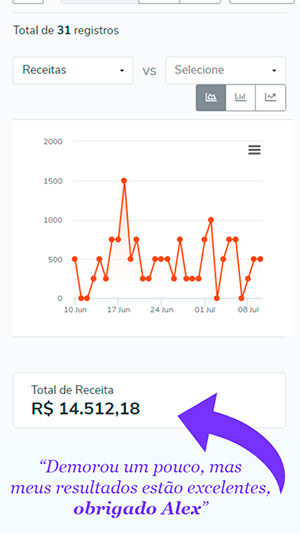 Total de 31 registros
Receitas vs Selecione
2000
1500
1000
500
0
10 Jun 17 Jun 24 Jun 01 Jul 08 Jul
Total de Receita
R$ 14.512,18
“Demorou um pouco, mas
meus resultados estão excelentes,
obrigado Alex”